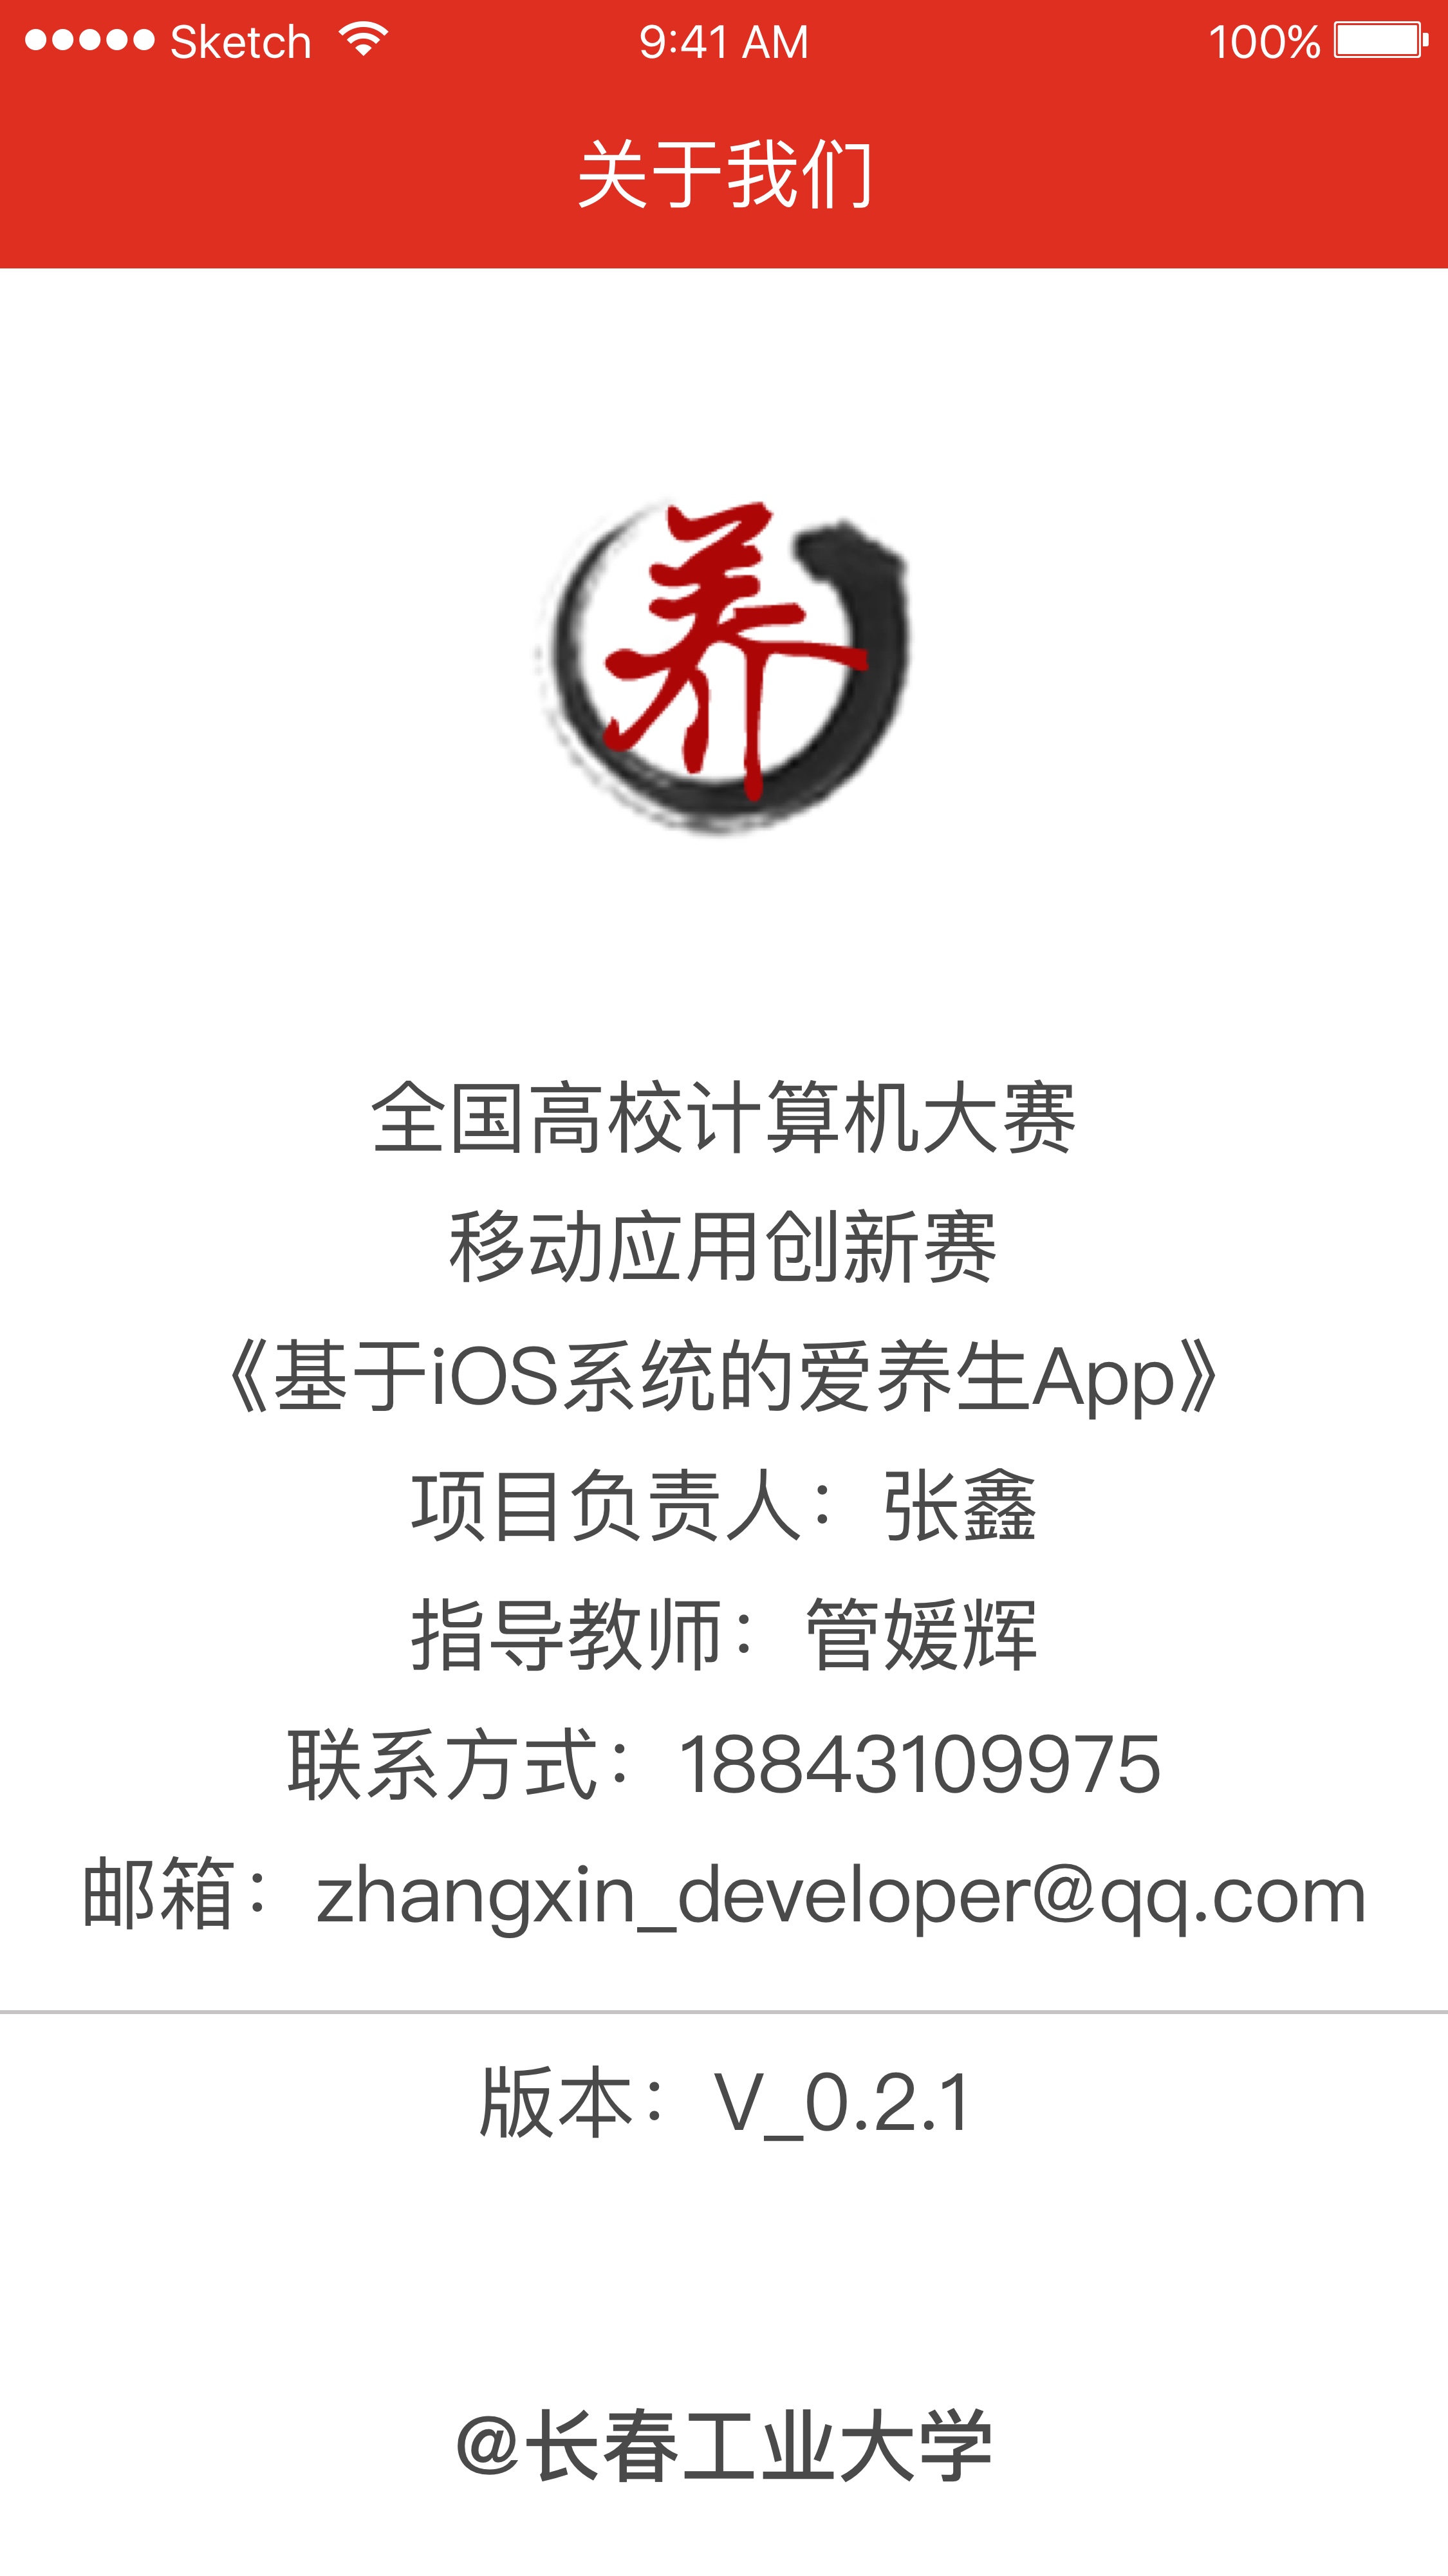 Sketch 9:41 AM 100%
关于我们
养
全国高校计算机大赛
移动应用创新赛
《基于iOS系统的爱养生App》
项目负责人：张鑫
指导教师：管媛辉
联系方式：18843109975
邮箱：zhangxin_developer@qq.com
版本：V_0.2.1
@长春工业大学